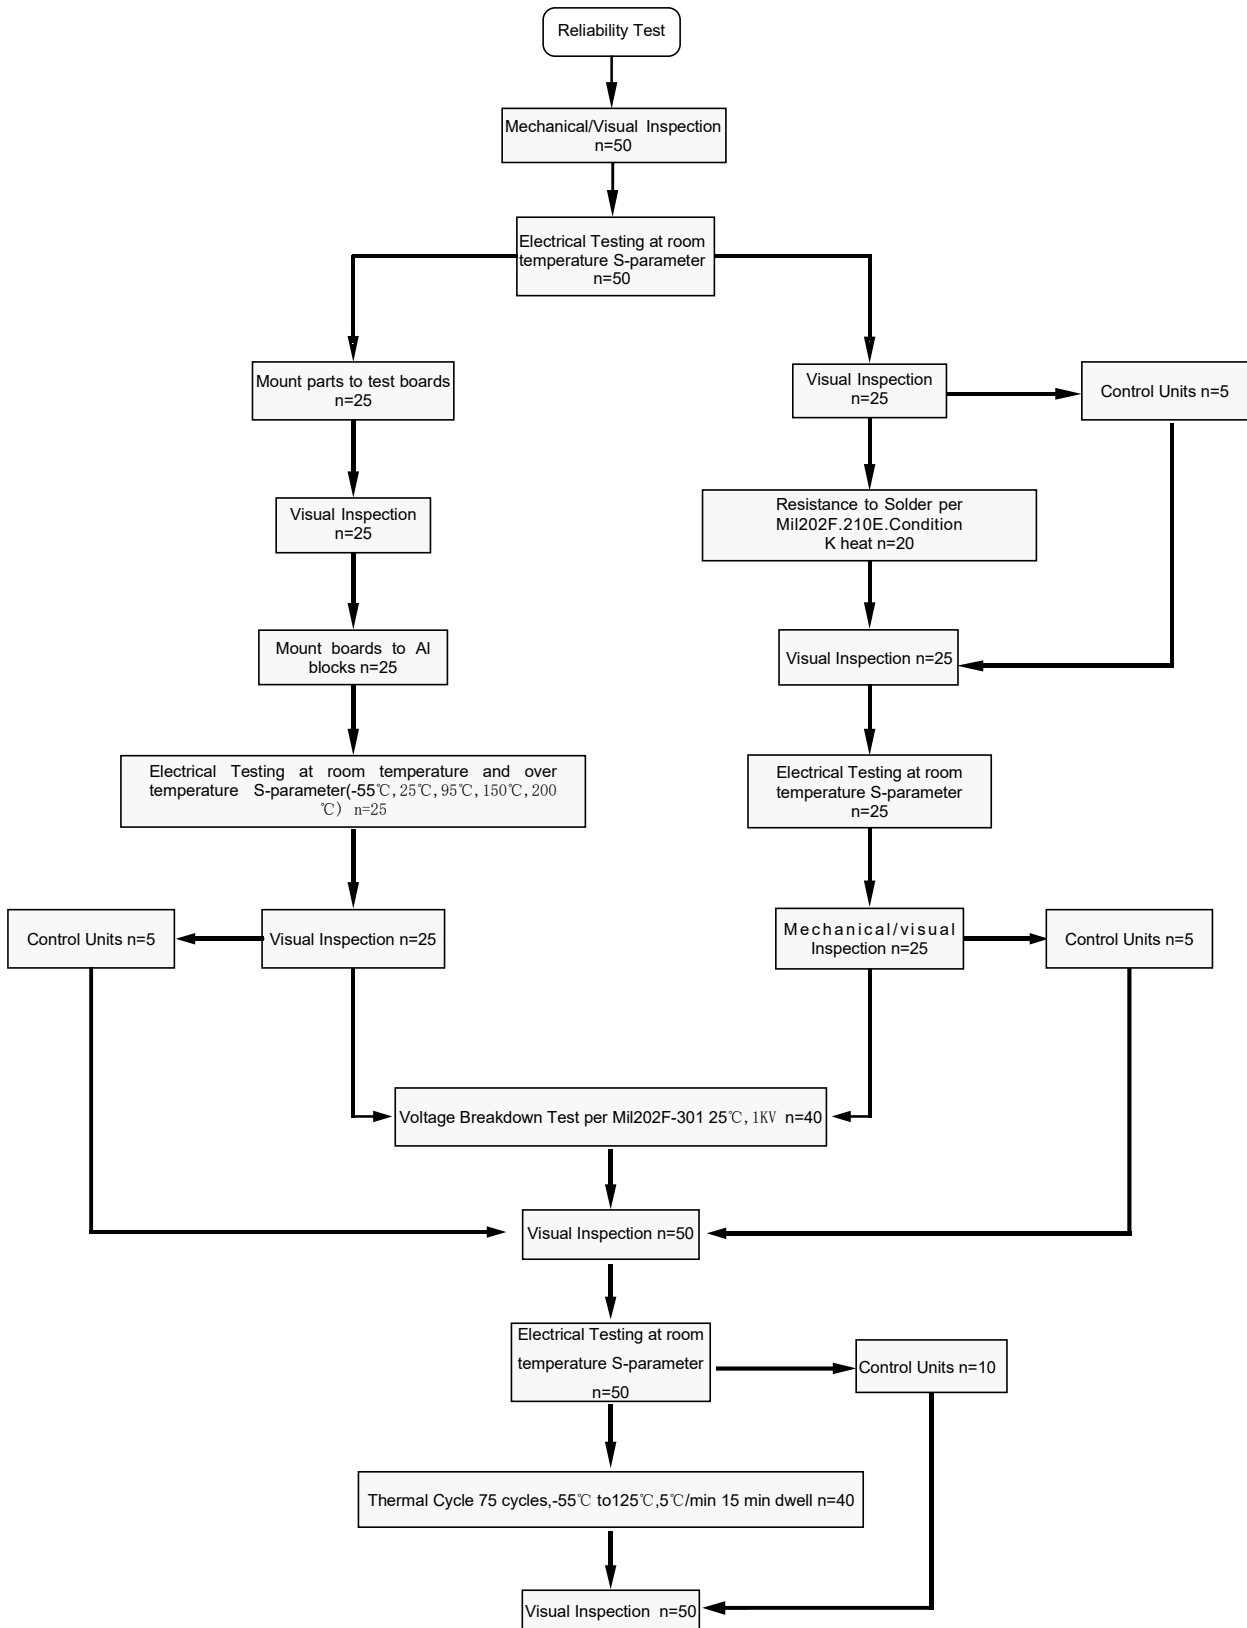 Reliability Test
Mechanical/Visual Inspection
n=50
Electrical Testing at room
temperature S-parameter
n=50
Mount parts to test boards
n=25
Visual Inspection
n=25
Control Units n=5
Visual Inspection
n=25
Resistance to Solder per
Mil202F.210E.Condition
K heat n=20
Mount boards to Al
blocks n=25
Visual Inspection n=25
Electrical Testing at room temperature and over
temperature S-parameter(-55℃,25℃,95℃,150℃,200
℃) n=25
Electrical Testing at room
temperature S-parameter
n=25
Control Units n=5
Visual Inspection n=25
Mechanical/visual
Inspection n=25
Control Units n=5
Voltage Breakdown Test per Mil202F-301 25℃,1KV n=40
Visual Inspection n=50
Electrical Testing at room
temperature S-parameter
n=50
Control Units n=10
Thermal Cycle 75 cycles,-55℃ to125℃,5℃/min 15 min dwell n=40
Visual Inspection n=50